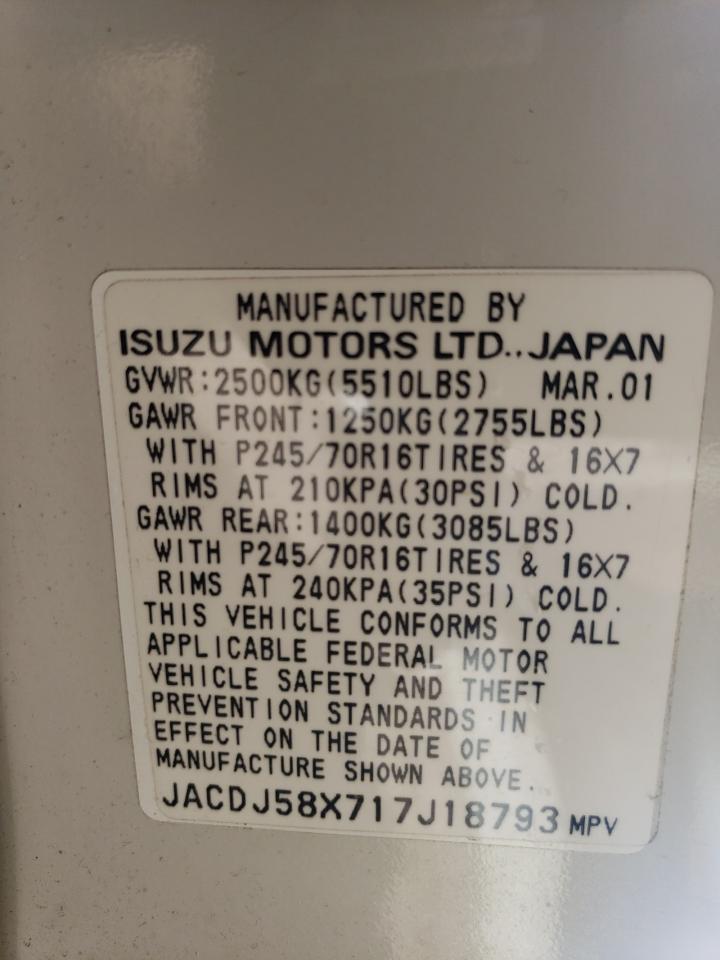 MANUFACTURED BY
ISUZU MOTORS LTD., JAPAN
GVWR:2500KG(5510LBS) MAR.01
GAWR FRONT:1250KG(2755LBS)
WITH P245/70R16TIRES & 16X7
RIMS AT 210KPA(30PSI) COLD.
GAWR REAR:1400KG(3085LBS)
WITH P245/70R16TIRES & 16X7
RIMS AT 240KPA(35PSI) COLD.
THIS VEHICLE CONFORMS TO ALL
APPLICABLE FEDERAL MOTOR
VEHICLE SAFETY AND THEFT
PREVENTION STANDARDS IN
EFFECT ON THE DATE OF
MANUFACTURE SHOWN ABOVE.
JACDJ58X717J18793 MPV